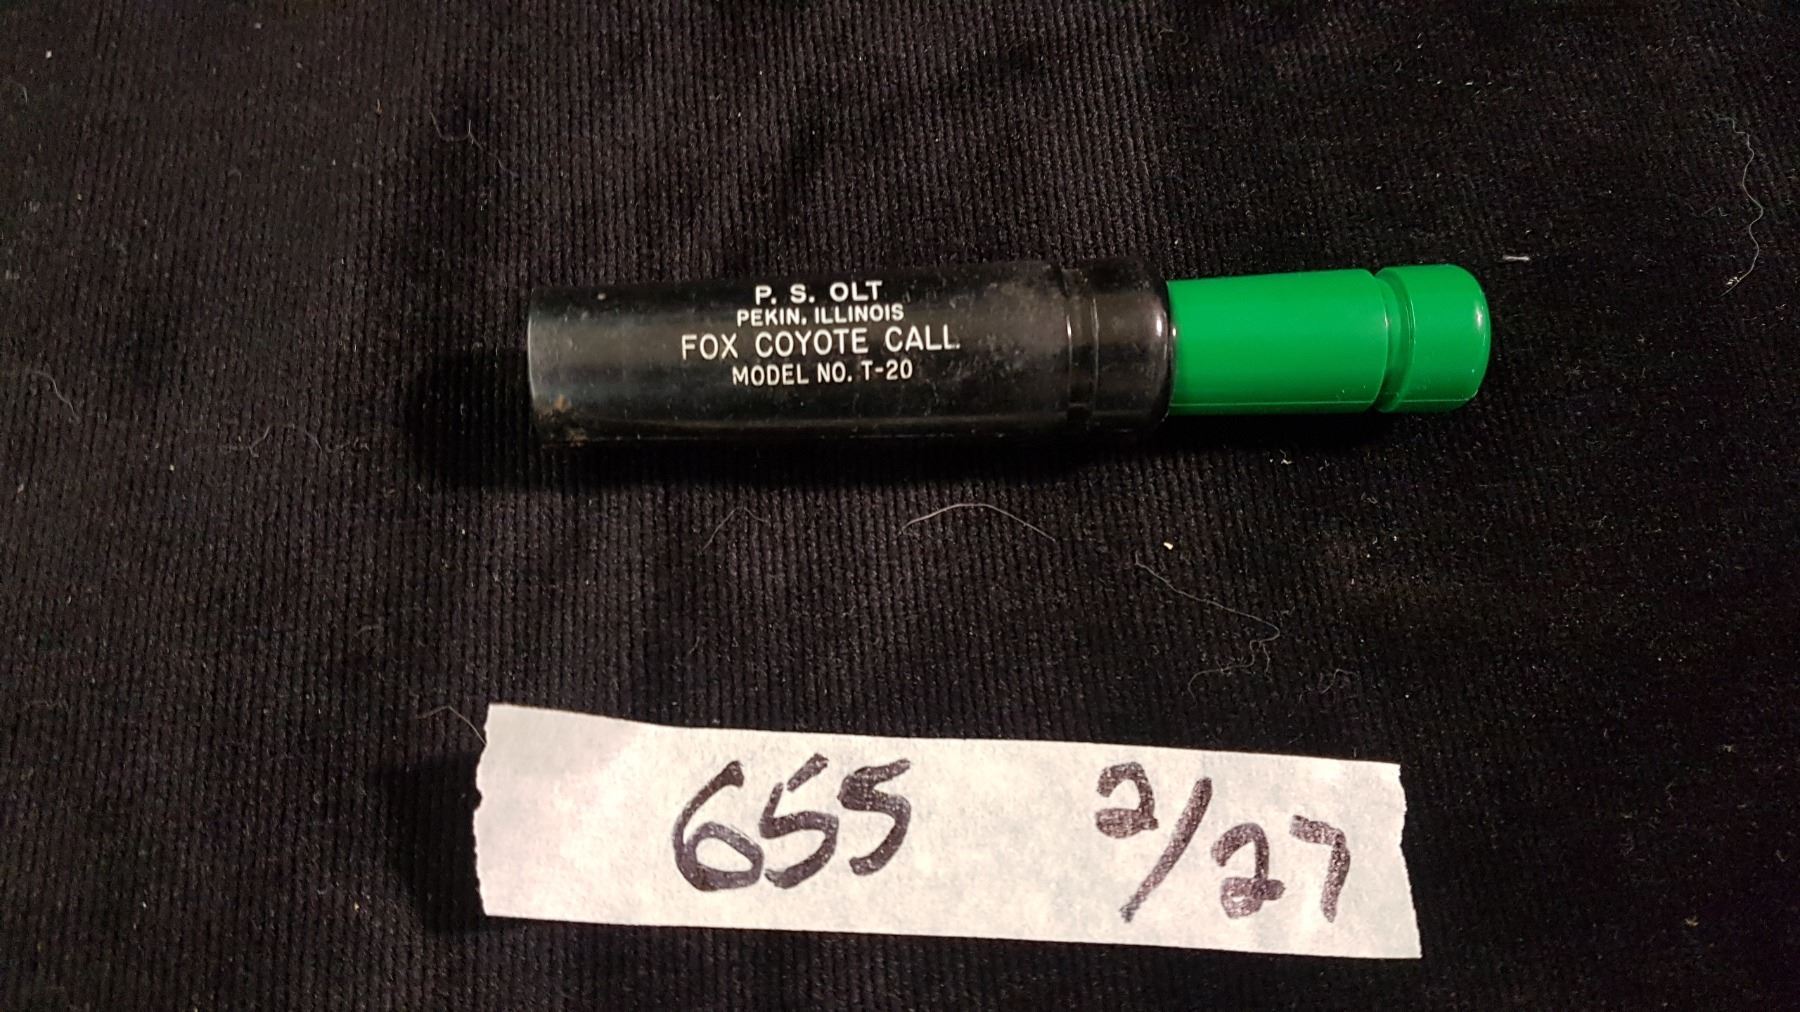 P. S. OLT
PEKIN, ILLINOIS
FOX COYOTE CALL
MODEL NO. T-20
655 2/27